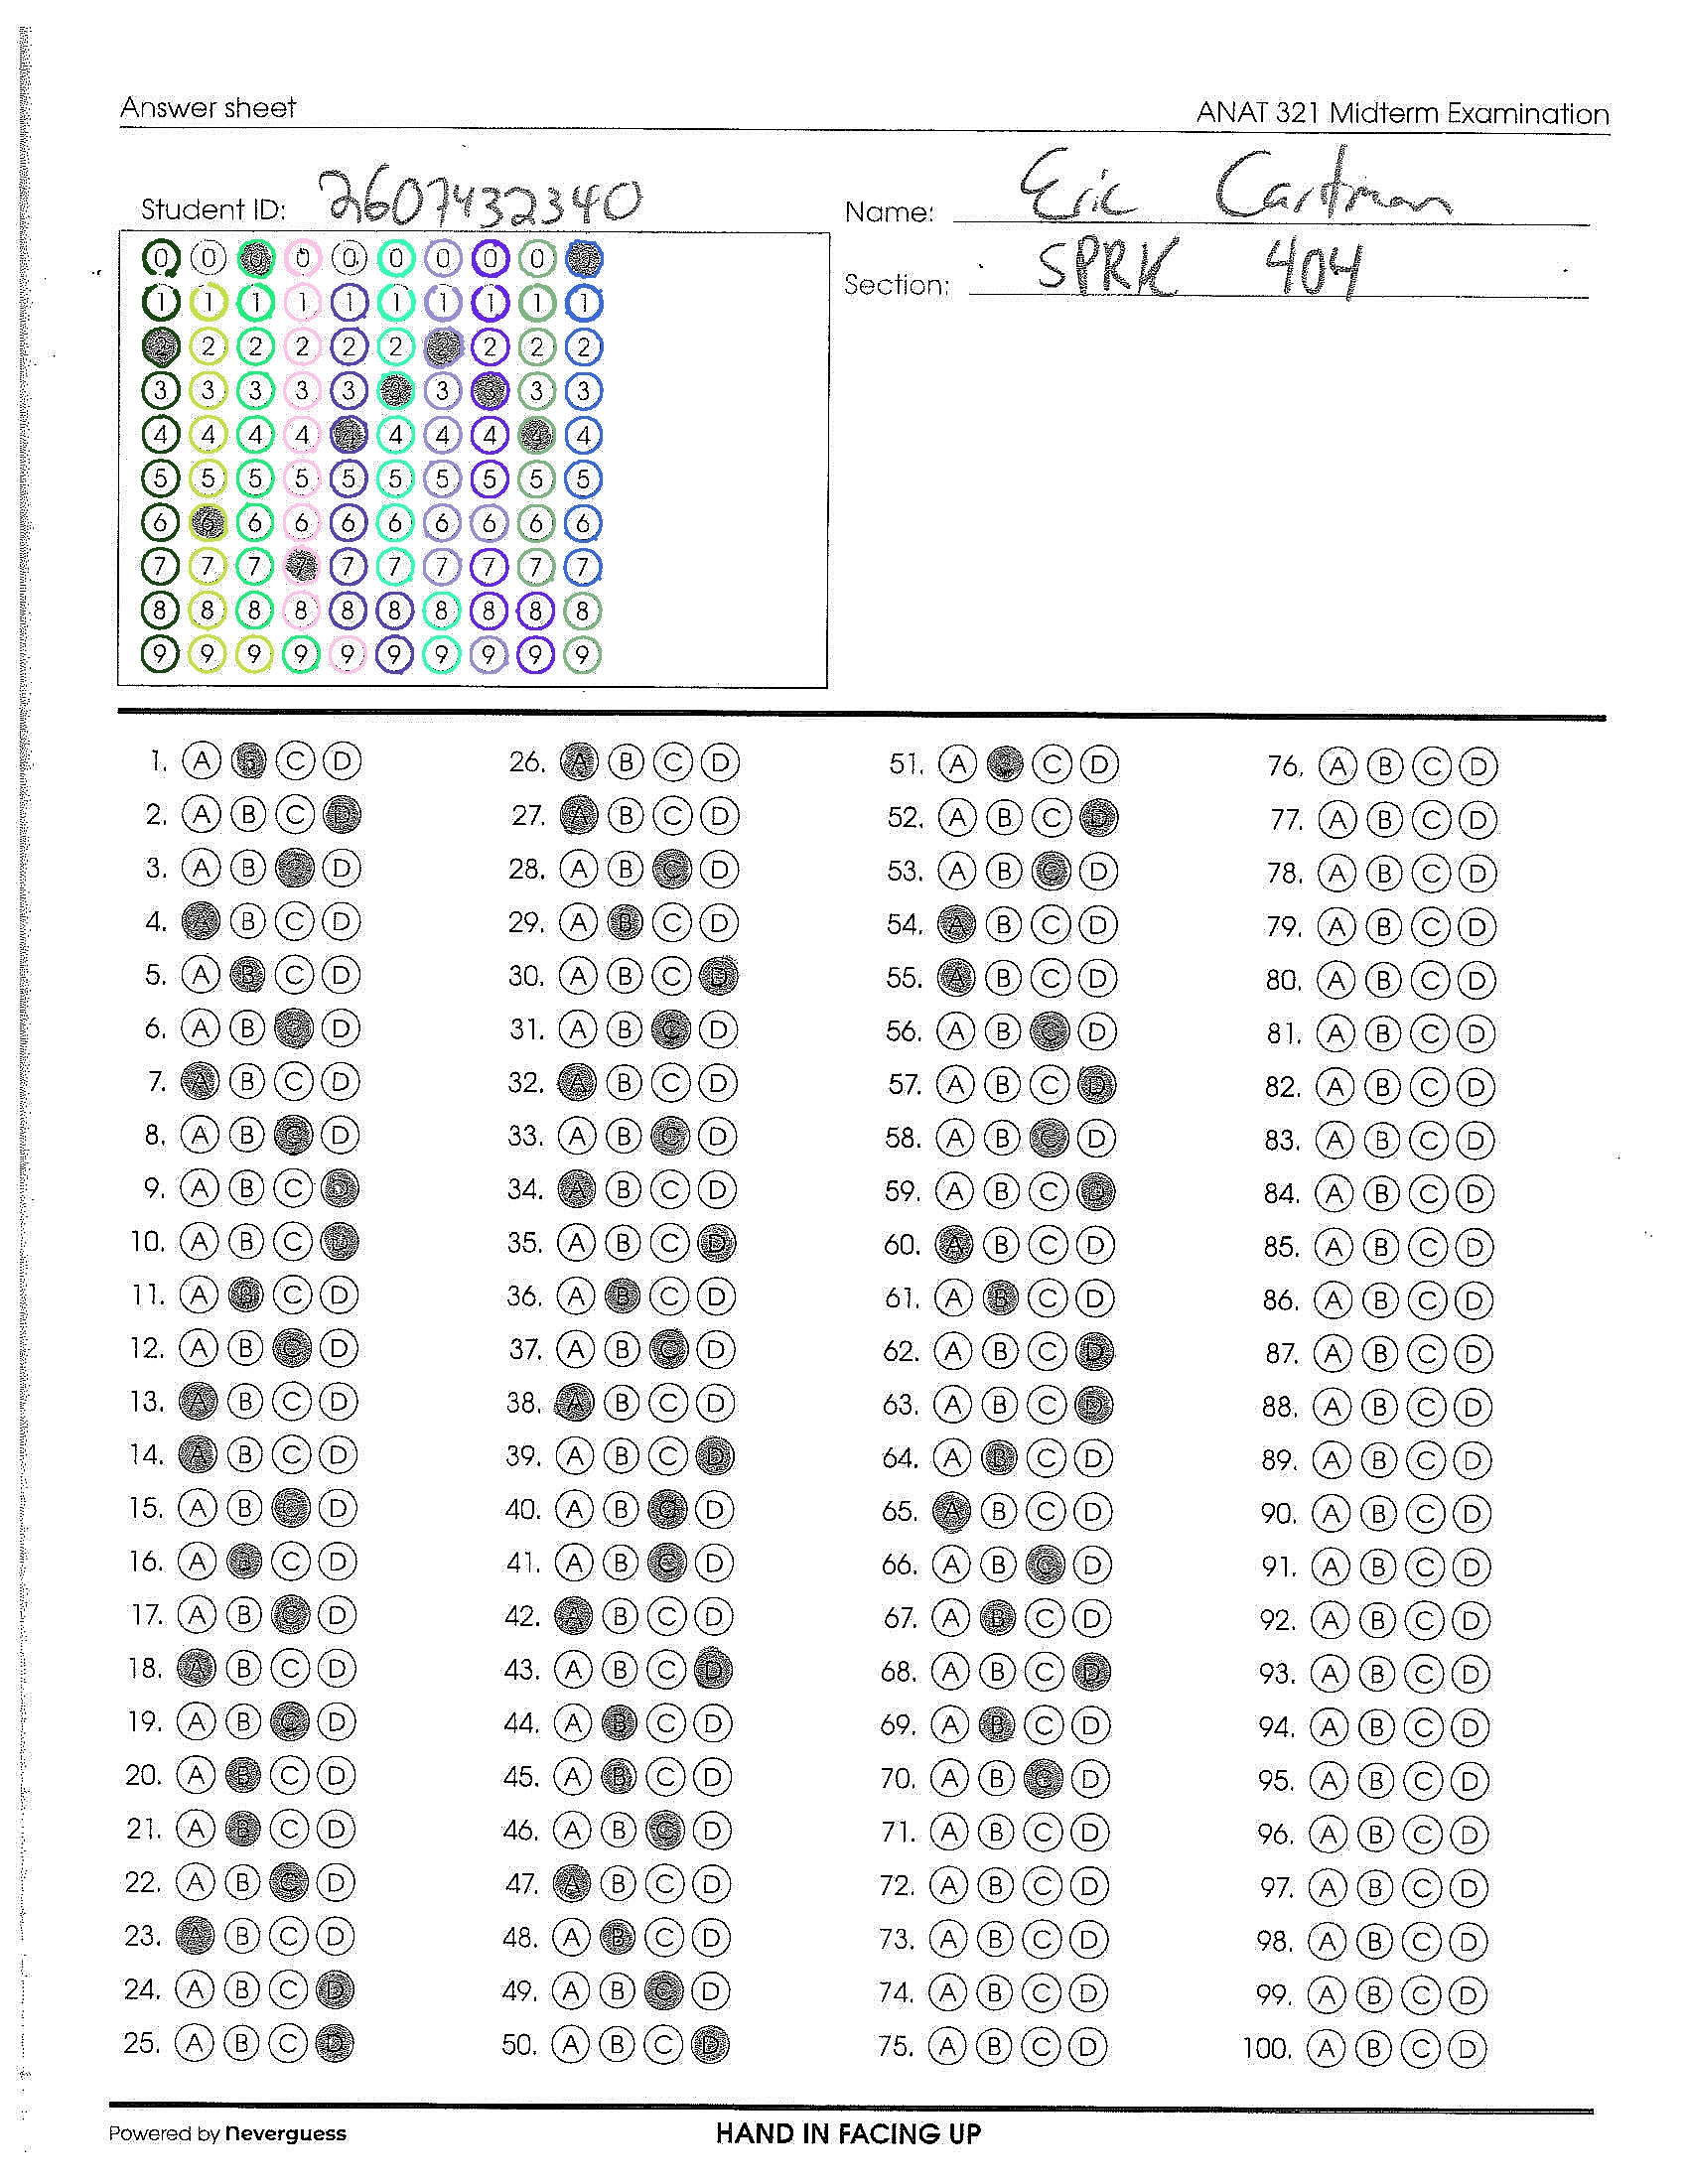 Answer sheet ANAT 321 Midterm Examination
Student ID: 2607432340 Name: Eric Cartman
Section: SPRK 404
0 0 0 0 0 0 0 0 0 0
1 1 1 1 1 1 1 1 1 1
2 2 2 2 2 2 2 2 2 2
3 3 3 3 3 3 3 3 3 3
4 4 4 4 4 4 4 4 4 4
5 5 5 5 5 5 5 5 5 5
6 6 6 6 6 6 6 6 6 6
7 7 7 7 7 7 7 7 7 7
8 8 8 8 8 8 8 8 8 8
9 9 9 9 9 9 9 9 9 9
1. A B C D 26. A B C D 51. A B C D 76. A B C D
2. A B C D 27. A B C D 52. A B C D 77. A B C D
3. A B C D 28. A B C D 53. A B C D 78. A B C D
4. A B C D 29. A B C D 54. A B C D 79. A B C D
5. A B C D 30. A B C D 55. A B C D 80. A B C D
6. A B C D 31. A B C D 56. A B C D 81. A B C D
7. A B C D 32. A B C D 57. A B C D 82. A B C D
8. A B C D 33. A B C D 58. A B C D 83. A B C D
9. A B C D 34. A B C D 59. A B C D 84. A B C D
10. A B C D 35. A B C D 60. A B C D 85. A B C D
11. A B C D 36. A B C D 61. A B C D 86. A B C D
12. A B C D 37. A B C D 62. A B C D 87. A B C D
13. A B C D 38. A B C D 63. A B C D 88. A B C D
14. A B C D 39. A B C D 64. A B C D 89. A B C D
15. A B C D 40. A B C D 65. A B C D 90. A B C D
16. A B C D 41. A B C D 66. A B C D 91. A B C D
17. A B C D 42. A B C D 67. A B C D 92. A B C D
18. A B C D 43. A B C D 68. A B C D 93. A B C D
19. A B C D 44. A B C D 69. A B C D 94. A B C D
20. A B C D 45. A B C D 70. A B C D 95. A B C D
21. A B C D 46. A B C D 71. A B C D 96. A B C D
22. A B C D 47. A B C D 72. A B C D 97. A B C D
23. A B C D 48. A B C D 73. A B C D 98. A B C D
24. A B C D 49. A B C D 74. A B C D 99. A B C D
25. A B C D 50. A B C D 75. A B C D 100. A B C D
Powered by neverguess HAND IN FACING UP